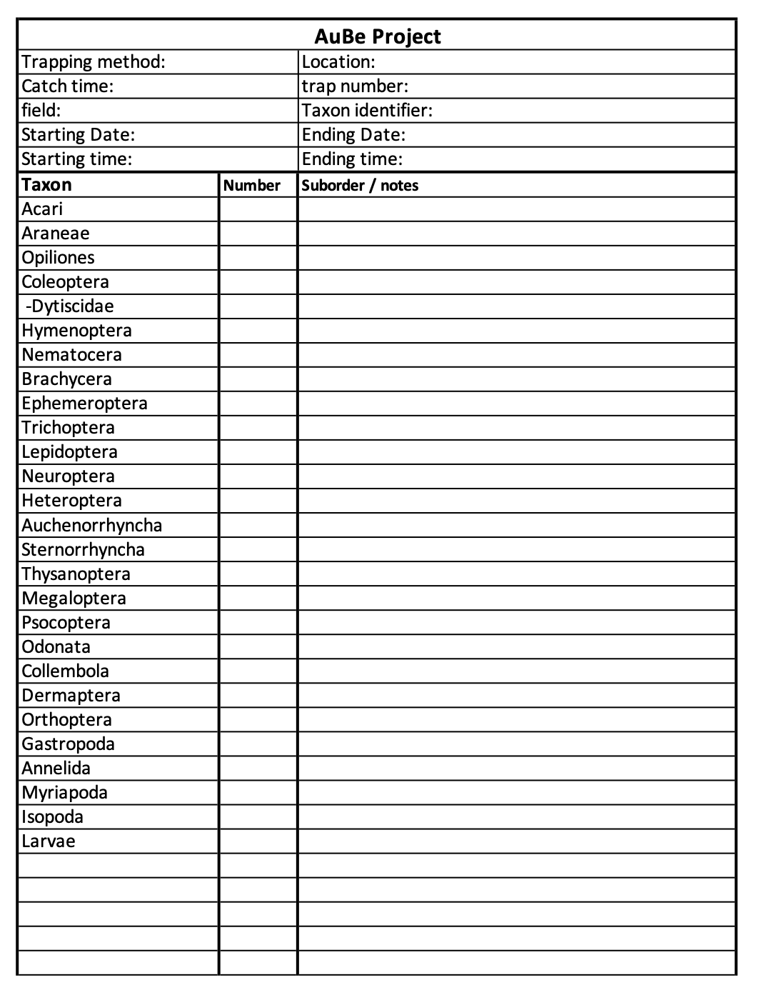 AuBe Project
Trapping method: Location:
Catch time: trap number:
field: Taxon identifier:
Starting Date: Ending Date:
Starting time: Ending time:
Taxon Number Suborder / notes
Acari
Araneae
Opiliones
Coleoptera
-Dytiscidae
Hymenoptera
Nematocera
Brachycera
Ephemeroptera
Trichoptera
Lepidoptera
Neuroptera
Heteroptera
Auchenorrhyncha
Sternorrhyncha
Thysanoptera
Megaloptera
Psocoptera
Odonata
Collembola
Dermaptera
Orthoptera
Gastropoda
Annelida
Myriapoda
Isopoda
Larvae